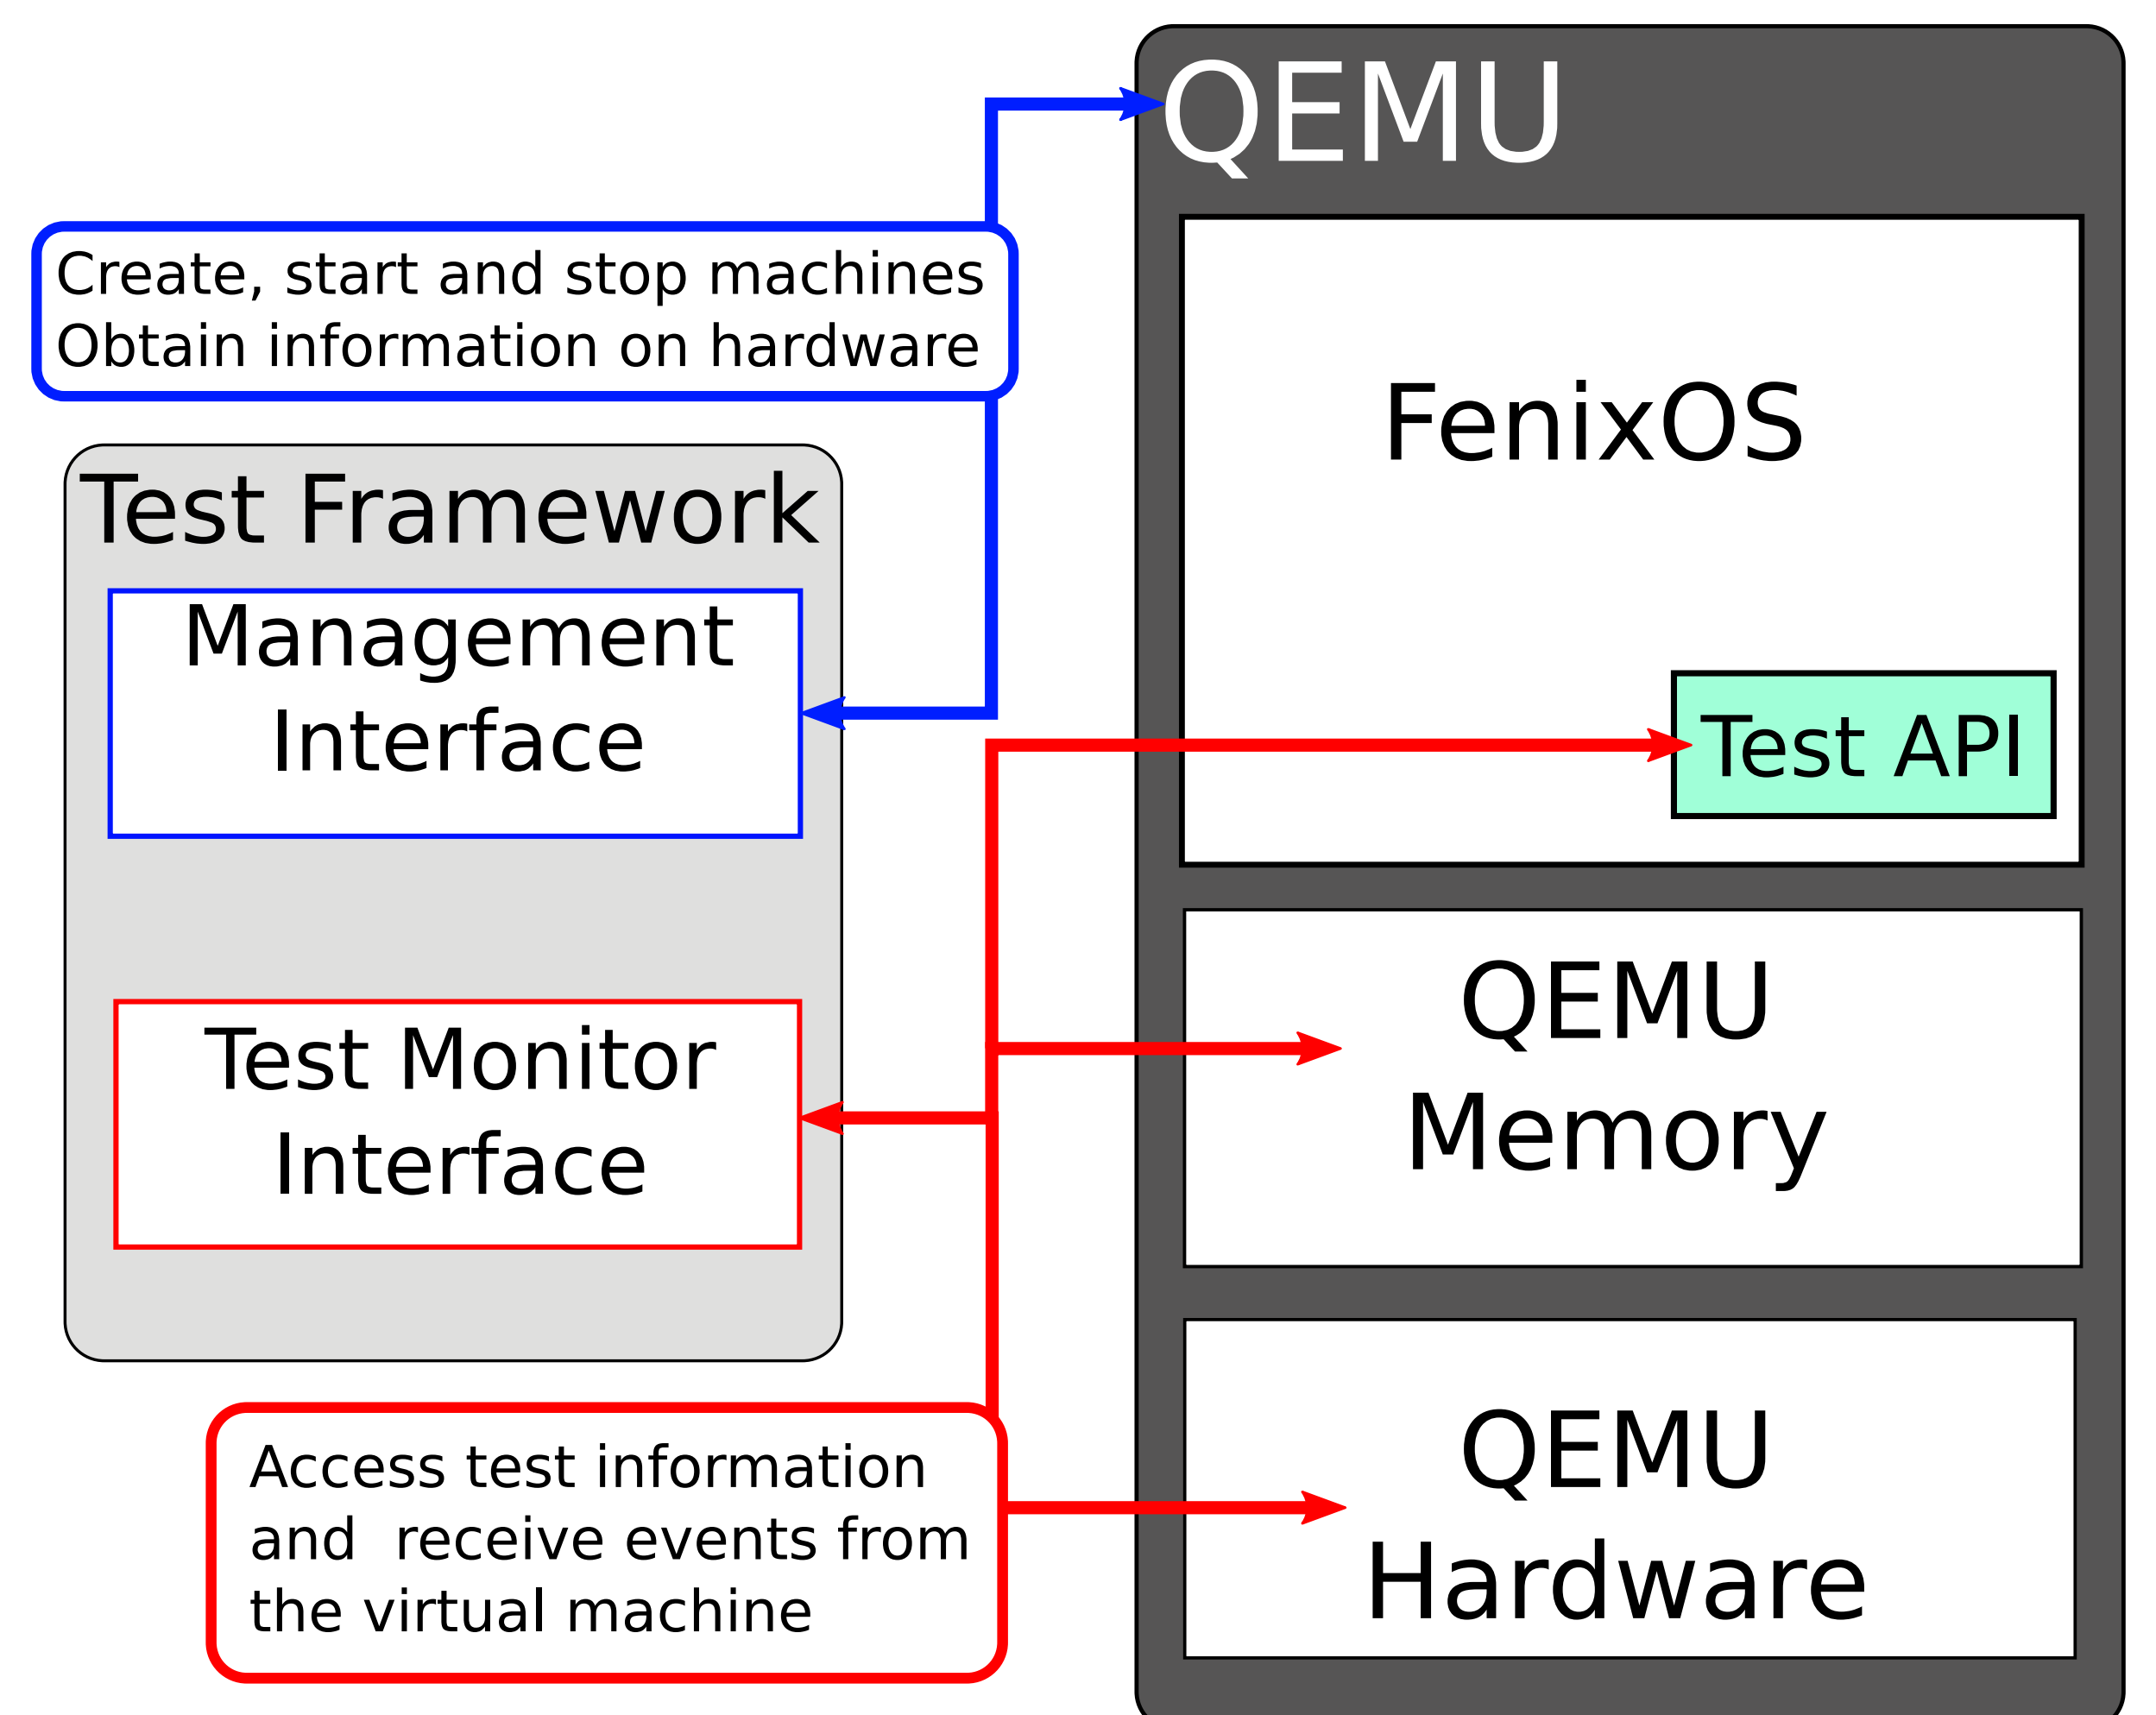 QEMU
Create, start and stop machines
Obtain information on hardware
Test Framework
Management
Interface
Test Monitor
Interface
Access test information
and  receive events from
the virtual machine
FenixOS
Test API
QEMU
Memory
QEMU
Hardware